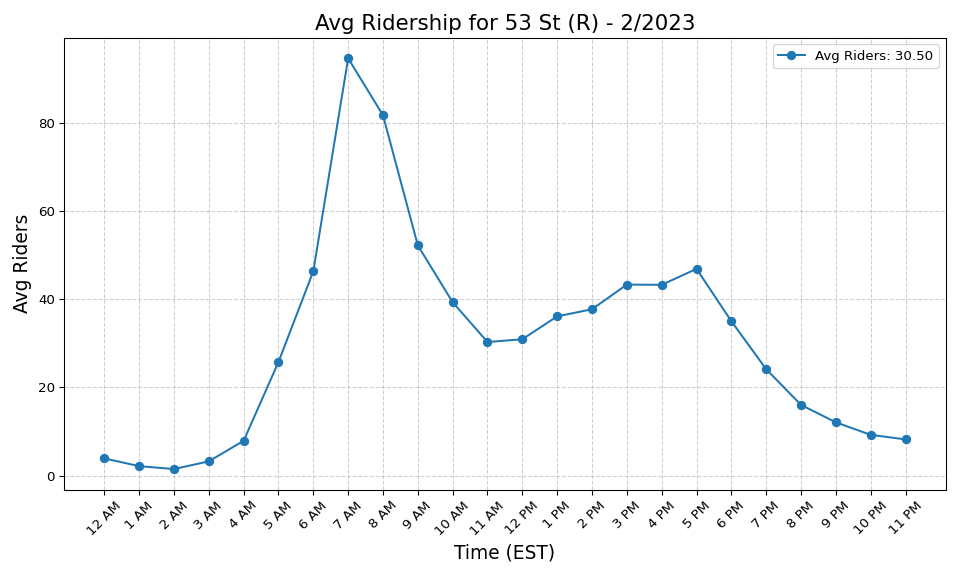 Avg Ridership for 53 St (R) - 2/2023
Avg Riders: 30.50
Avg Riders
80
60
40
20
0
12 AM 1 AM 2 AM 3 AM 4 AM 5 AM 6 AM 7 AM 8 AM 9 AM 10 AM 11 AM 12 PM 1 PM 2 PM 3 PM 4 PM 5 PM 6 PM 7 PM 8 PM 9 PM 10 PM 11 PM
Time (EST)